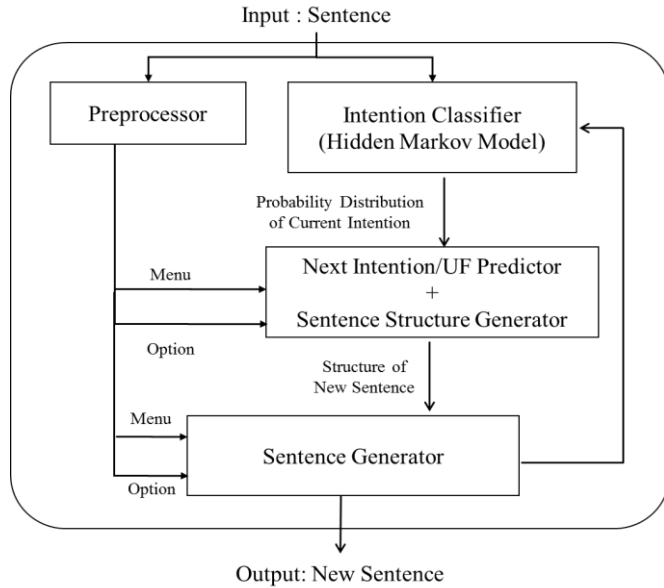 Input : Sentence
Preprocessor
Intention Classifier
(Hidden Markov Model)
Probability Distribution
of Current Intention
Menu
Next Intention/UF Predictor
+
Sentence Structure Generator
Option
Structure of
New Sentence
Menu
Sentence Generator
Option
Output: New Sentence